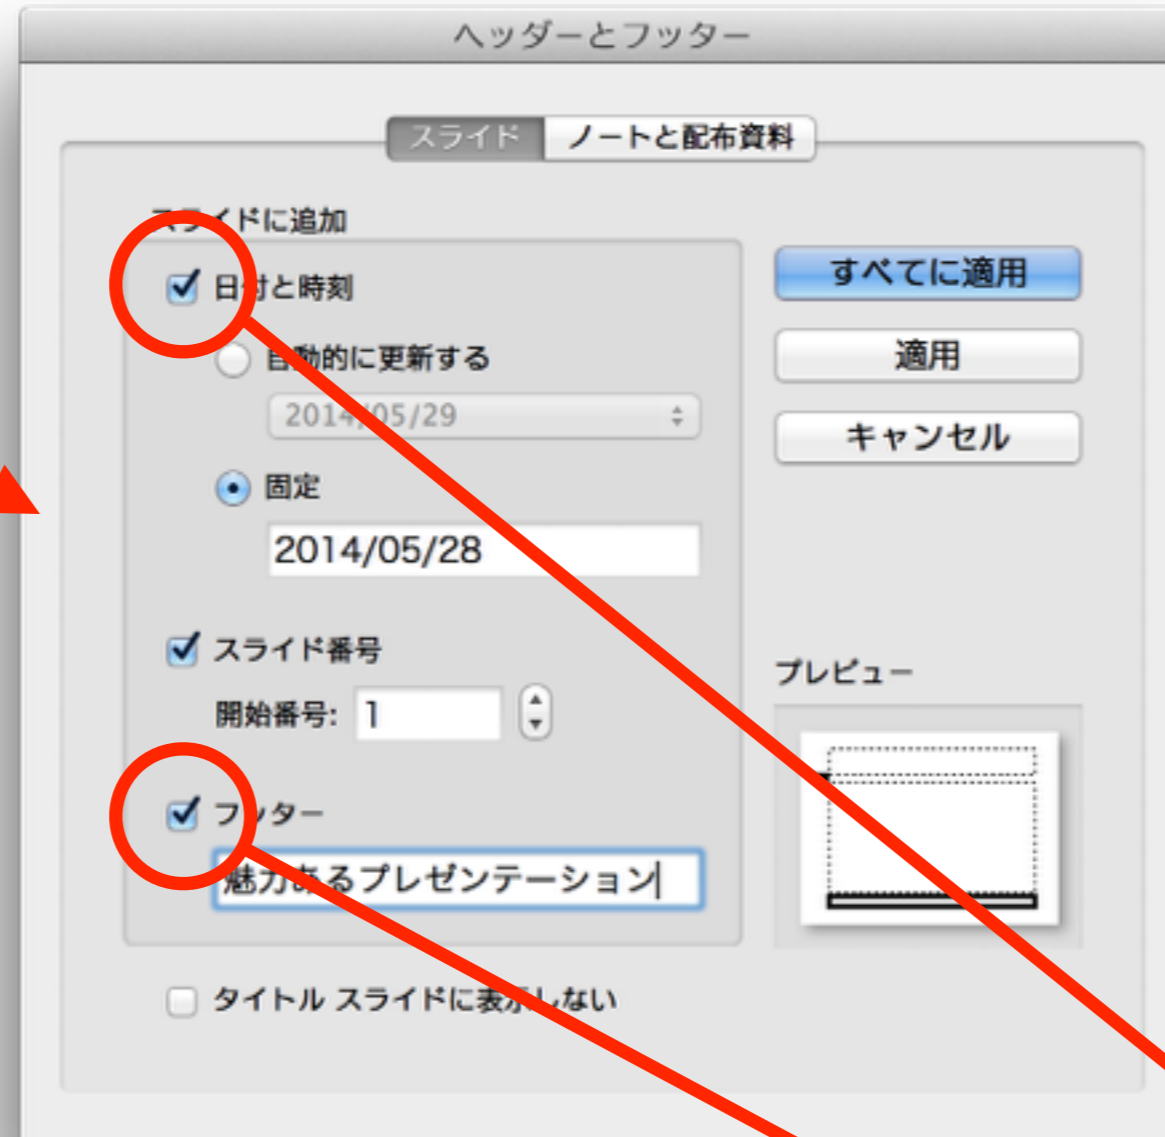 ヘッダーとフッター
スライド ノートと配布資料
スライドに追加
日付と時刻
自動的に更新する
2014/05/29
固定
2014/05/28
スライド番号
開始番号: 1
フッター
魅力あるプレゼンテーション
タイトル スライドに表示しない
すべてに適用
適用
キャンセル
プレビュー